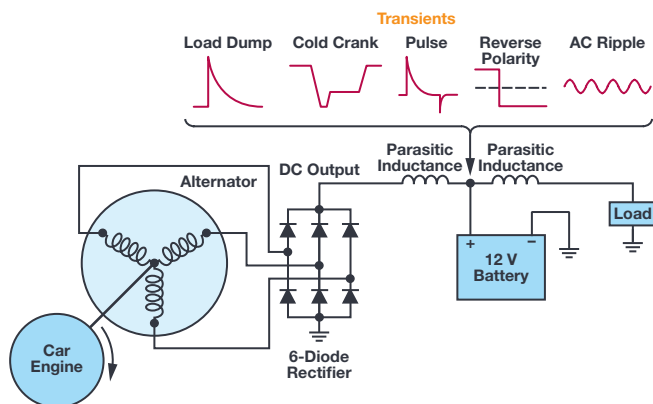 Transients
Load Dump
Cold Crank
Pulse
Reverse
Polarity
AC Ripple
Parasitic
Inductance
Parasitic
Inductance
DC Output
Alternator
Load
+
−
12 V
Battery
Car
Engine
6-Diode
Rectifier